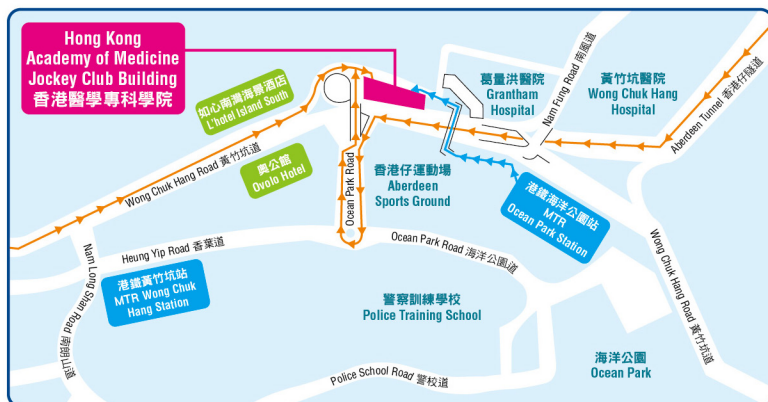 Hong Kong
Academy of Medicine
Jockey Club Building
香港醫學專科學院
如心南灣海景酒店
L'hotel Island South
奧公館
Ovolo Hotel
葛量洪醫院
Grantham
Hospital
Nam Fung Road 南風道
黃竹坑醫院
Wong Chuk Hang
Hospital
Aberdeen Tunnel 香港仔隧道
Wong Chuk Hang Road 黃竹坑道
Ocean Park Road
香港仔運動場
Aberdeen
Sports Ground
港鐵海洋公園站
MTR
Ocean Park Station
Heung Yip Road 香葉道
Ocean Park Road 海洋公園道
Nam Long Shan Road 南朗山道
港鐵黃竹坑站
MTR Wong Chuk
Hang Station
Wong Chuk Hang Road 黃竹坑道
警察訓練學校
Police Training School
海洋公園
Ocean Park
Police School Road 警校道